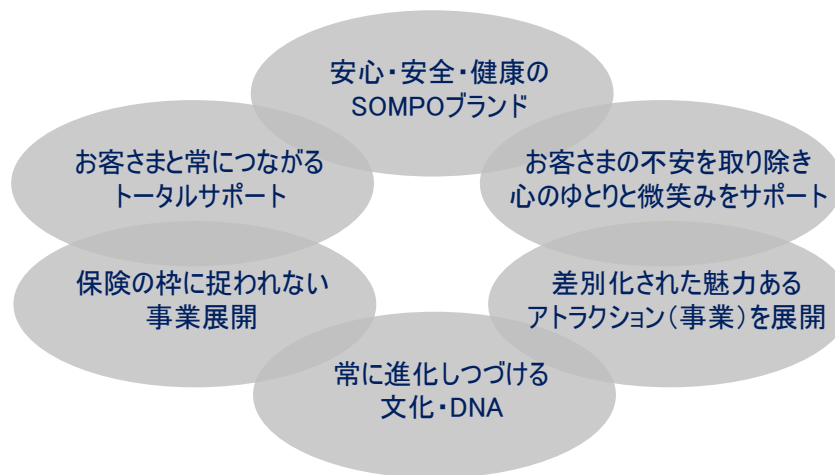 安心・安全・健康の
SOMPOブランド
お客さまと常につながる
トータルサポート
お客さまの不安を取り除き
心のゆとりと微笑みをサポート
保険の枠に捉われない
事業展開
差別化された魅力ある
アトラクション（事業）を展開
常に進化しつづける
文化・DNA